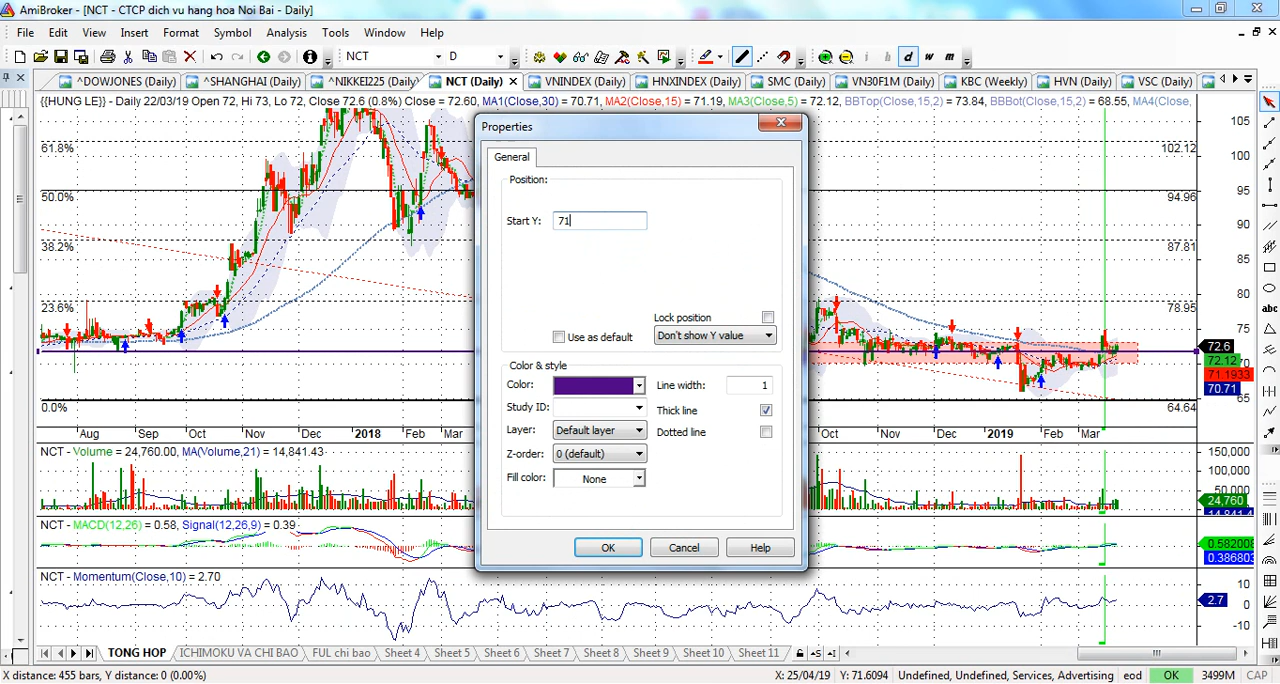 AmiBroker - [NCT - CTCP dich vu hang hoa Noi Bai - Daily]
File Edit View Insert Format Symbol Analysis Tools Window Help
NCT D d w m
^DOWJONES (Daily) ^SHANGHAI (Daily) ^NIKKEI225 (Daily) NCT (Daily) VNINDEX (Daily) HNXINDEX (Daily) SMC (Daily) VN3SF1M (Daily) KBC (Weekly) HVN (Daily) VSC (Daily)
{{HUNG LE}} - Daily 22/03/19 Open 72, Hi 73, Lo 72, Close 72.6 (0.8%) Close = 72.60, MA1(Close,30) = 70.71, MA2(Close,15) = 71.19, MA3(Close,5) = 72.12, BBTop(Close,15,2) = 73.84, BBBot(Close,15,2) = 68.55, MA4(Close,
61.8%
50.0%
38.2%
23.6%
0.0%
105
102.12
100
95
94.96
90
87.81
85
80
78.95
75
72.6
72.12
71.1933
70.71
65
64.64
Properties
General
Position:
Start Y: 71
Lock position
Use as default
Don't show Y value
Color & style
Color:
Line width: 1
Study ID:
Thick line
Layer: Default layer
Dotted line
Z-order: 0 (default)
Fill color: None
OK Cancel Help
Aug Sep Oct Nov Dec 2018 Feb Mar Oct Nov Dec 2019 Feb Mar
NCT - Volume = 24,760.00, MA(Volume,21) = 14,841.43
150,000
100,000
50,000
24,760
NCT - MACD(12,26) = 0.58, Signal(12,26,9) = 0.39
0.582008
0.386803
NCT - Momentum(Close,10) = 2.70
10
2.7
0
-10
TONG HOP ICHIMOKU VA CHI BAO FUL chi bao Sheet 4 Sheet 5 Sheet 6 Sheet 7 Sheet 8 Sheet 9 Sheet 10 Sheet 11
X distance: 455 bars, Y distance: 0 (0.00%) X: 25/04/19 Y: 71.6094 Undefined, Undefined, Services, Advertising eod OK 3499M CAP
abc